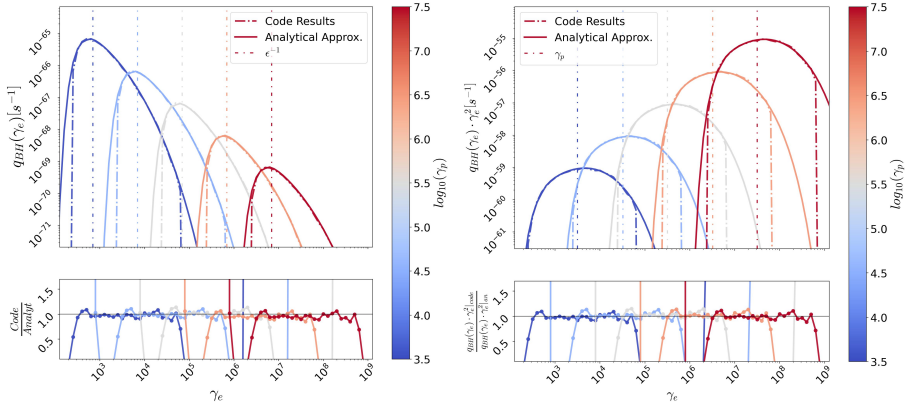 Code Results
Analytical Approx.
ϵ⁻¹
10⁻⁶⁵
10⁻⁶⁶
10⁻⁶⁷
10⁻⁶⁸
10⁻⁶⁹
10⁻⁷⁰
10⁻⁷¹
q_BH(γ_e)[s⁻¹]
1.5
1.0
0.5
Code
Analyt
10³ 10⁴ 10⁵ 10⁶ 10⁷ 10⁸ 10⁹
γ_e
7.5
7.0
6.5
6.0
5.5
5.0
4.5
4.0
3.5
log₁₀(γ_p)
Code Results
Analytical Approx.
γ_p
10⁻⁵⁵
10⁻⁵⁶
10⁻⁵⁷
10⁻⁵⁸
10⁻⁵⁹
10⁻⁶⁰
10⁻⁶¹
q_BH(γ_e) · γ_e²[s⁻¹]
1.5
1.0
0.5
q_BH(γ_e) · γ_e²|code
q_BH(γ_e) · γ_e²|an
10³ 10⁴ 10⁵ 10⁶ 10⁷ 10⁸ 10⁹
γ_e
7.5
7.0
6.5
6.0
5.5
5.0
4.5
4.0
3.5
log₁₀(γ_p)